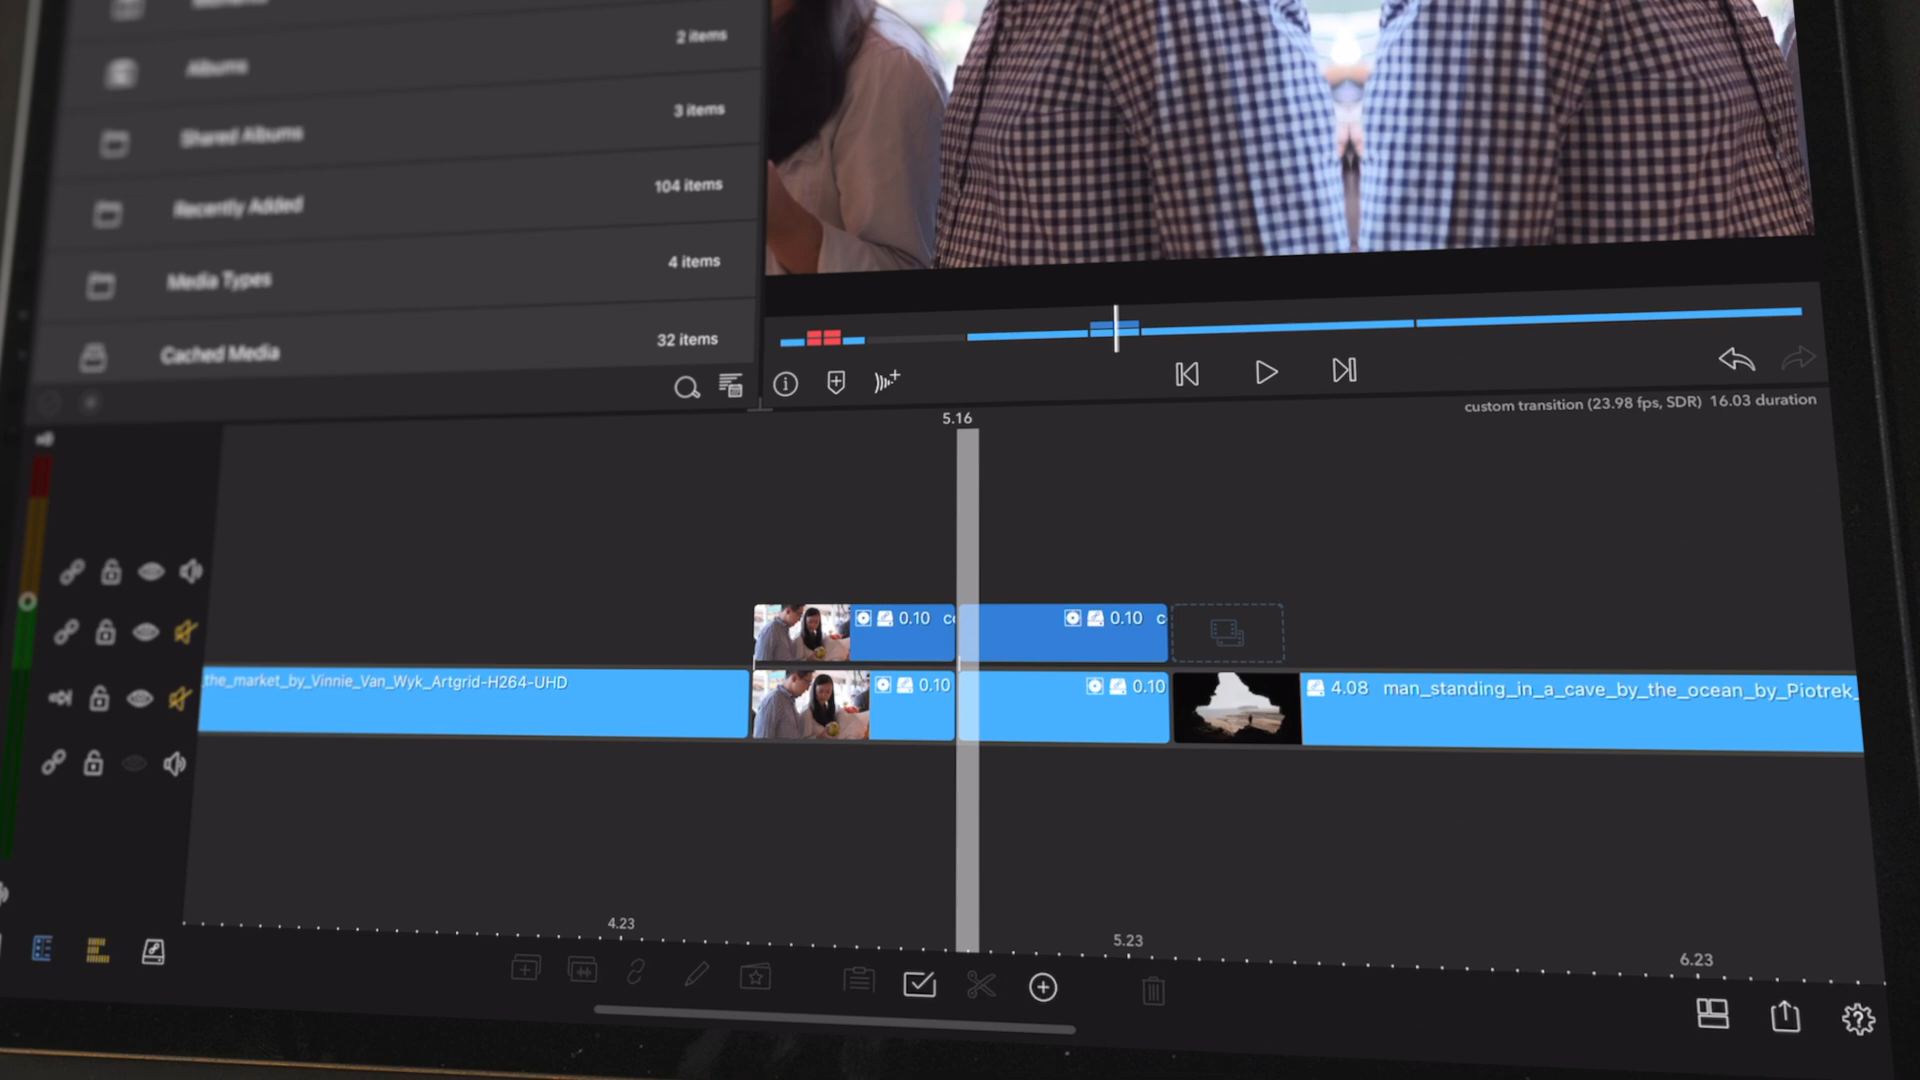 Moments
2 items
Albums
3 items
Shared Albums
104 items
Recently Added
4 items
Media Types
32 items
Cached Media
custom transition (23.98 fps, SDR) 16.03 duration
5.16
0.10 c
0.10 c
the_market_by_Vinnie_Van_Wyk_Artgrid-H264-UHD
0.10
0.10
4.08 man_standing_in_a_cave_by_the_ocean_by_Piotrek_
4.23
5.23
6.23